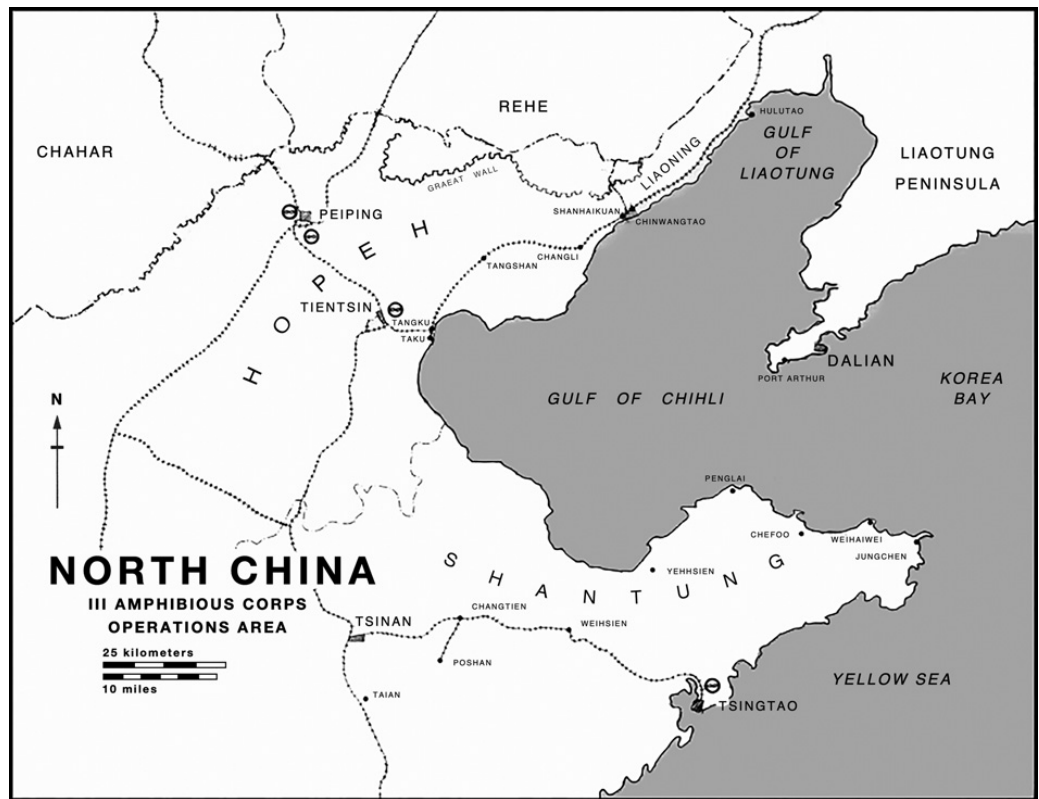 REHE
CHAHAR
HULUTAO
GULF
OF
LIAOTUNG
LIAOTUNG
PENINSULA
LIAONING
GRAEAT WALL
SHANHAIKUAN
CHINWANGTAO
PEIPING
CHANGLI
TANGSHAN
HOPEH
TIENTSIN
TANGKU
TAKU
DALIAN
PORT ARTHUR
KOREA
BAY
GULF OF CHIHLI
N
PENGLAI
CHEFOO
WEIHAIWEI
JUNGCHEN
SHANTUNG
YEHHSIEN
NORTH CHINA
III AMPHIBIOUS CORPS
OPERATIONS AREA
25 kilometers
10 miles
TSINAN
CHANGTIEN
WEIHSIEN
POSHAN
TAIAN
TSINGTAO
YELLOW SEA